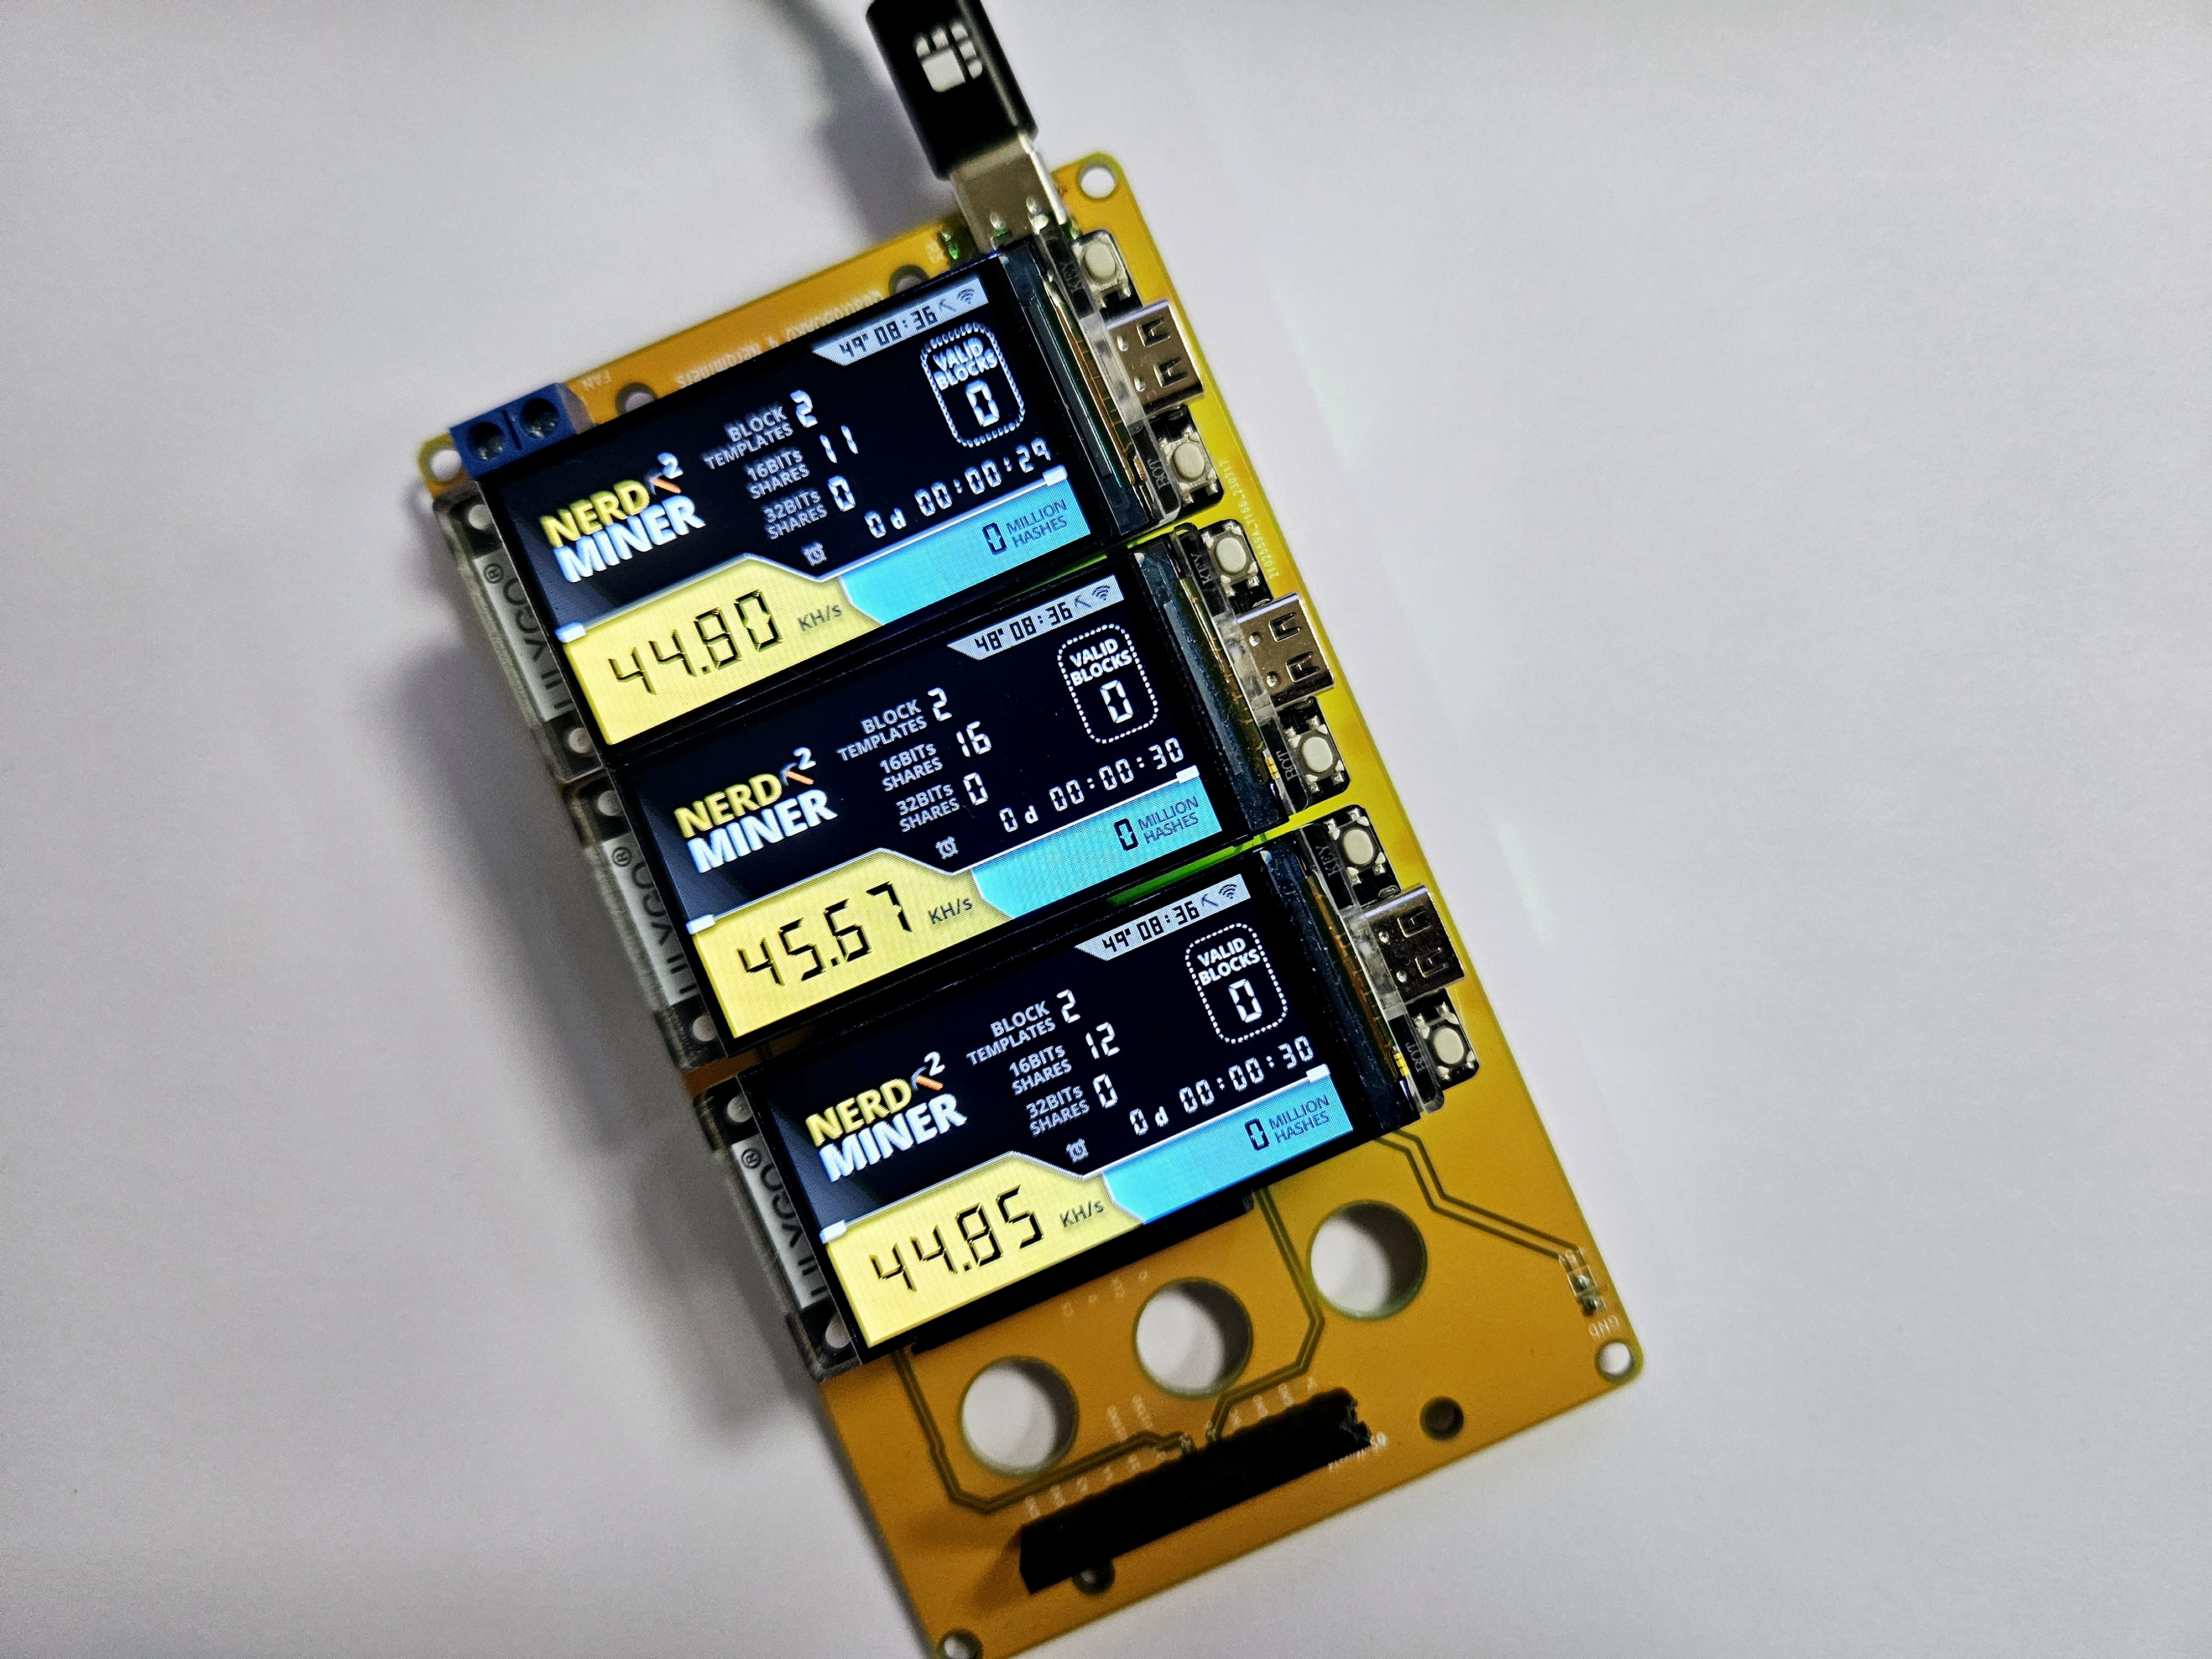 FAN
49° 08:36
VALID
BLOCKS
0
BLOCK
TEMPLATES 2
16BITs
SHARES 11
32BITs
SHARES 0
0d 00:00:29
NERD 2
MINER
0 MILLION
HASHES
44.80 KH/s
KEY
BOT
LILYGO®
48° 08:36
VALID
BLOCKS
0
BLOCK
TEMPLATES 2
16BITs
SHARES 16
32BITs
SHARES 0
0d 00:00:30
NERD 2
MINER
0 MILLION
HASHES
45.67 KH/s
KEY
BOT
LILYGO®
49° 08:36
VALID
BLOCKS
0
BLOCK
TEMPLATES 2
16BITs
SHARES 12
32BITs
SHARES 0
0d 00:00:30
NERD 2
MINER
0 MILLION
HASHES
44.85 KH/s
KEY
BOT
LILYGO®
GND